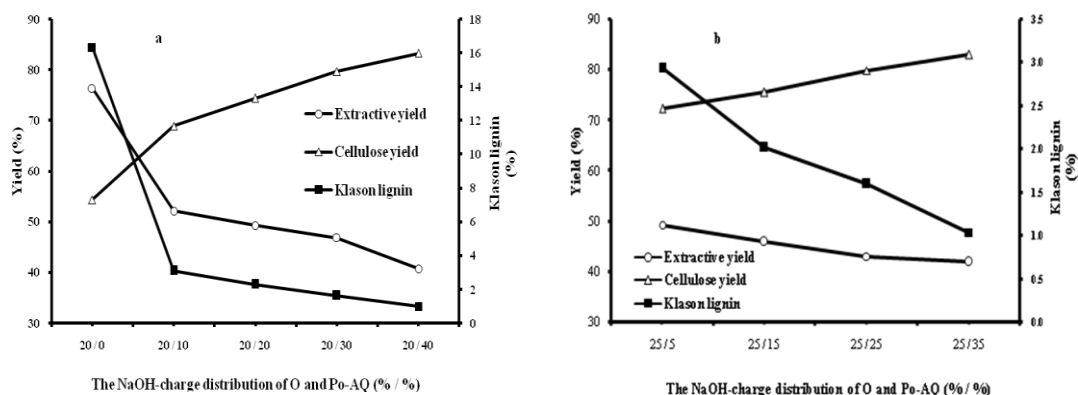 a
90
80
70
60
50
40
30
Yield (%)
18
16
14
12
10
8
6
4
2
0
Klason lignin
(%)
Extractive yield
Cellulose yield
Klason lignin
20 / 0
20 / 10
20 / 20
20 / 30
20 / 40
The NaOH-charge distribution of O and Po-AQ (% / %)
b
90
80
70
60
50
40
30
Yield (%)
3.5
3.0
2.5
2.0
1.5
1.0
0.5
0.0
Klason lignin
(%)
Extractive yield
Cellulose yield
Klason lignin
25 / 5
25 / 15
25 / 25
25 / 35
The NaOH-charge distribution of O and Po-AQ (% / %)